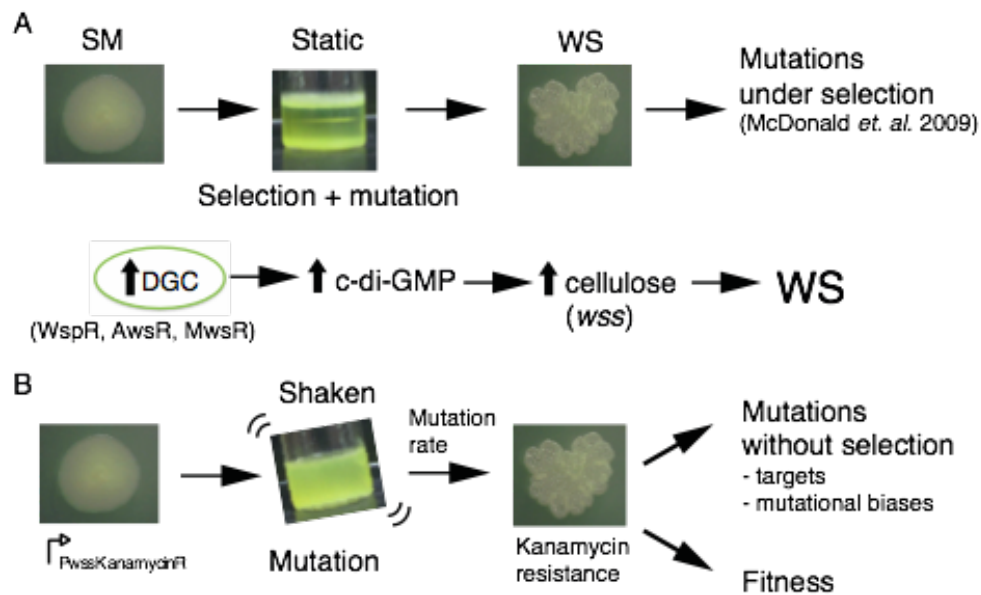 A
SM
Static
WS
Mutations
under selection
(McDonald et. al. 2009)
Selection + mutation
DGC
c-di-GMP
cellulose
(wss)
WS
(WspR, AwsR, MwsR)
B
Shaken
Mutation
rate
Mutations
without selection
- targets
- mutational biases
PwssKanamycinR
Mutation
Kanamycin
resistance
Fitness